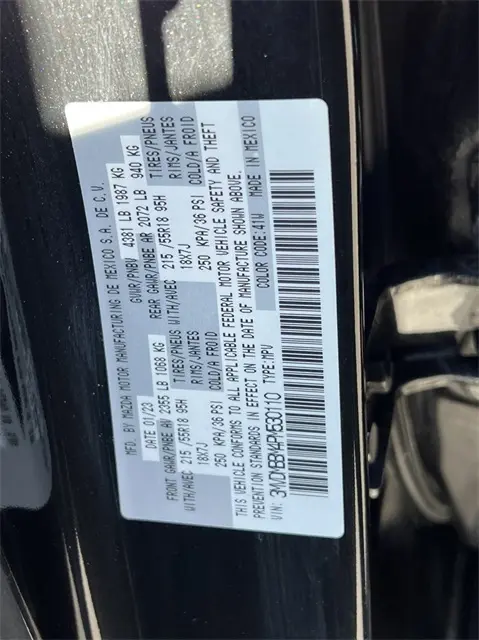 MFD. BY MAZDA MOTOR MANUFACTURING DE MEXICO S.A. DE C.V.
DATE 01/23 GVWR/PNBV 4381 LB 1987 KG
FRONT GAWR/PNBE AV 2355 LB 1068 KG REAR GAWR/PNBE AR 2072 LB 940 KG
WITH/AVEC 215 /55R18 95H TIRES/PNEUS WITH/AVEC 215 /55R18 95H TIRES/PNEUS
18X7J RIMS/JANTES 18X7J RIMS/JANTES
250 KPA/36 PSI COLD/A FROID 250 KPA/36 PSI COLD/A FROID
THIS VEHICLE CONFORMS TO ALL APPLICABLE FEDERAL MOTOR VEHICLE SAFETY AND THEFT
PREVENTION STANDARDS IN EFFECT ON THE DATE OF MANUFACTURE SHOWN ABOVE.
VIN: 3MVDMBBM4PM530110 TYPE:MPV COLOR CODE:41W MADE IN MEXICO